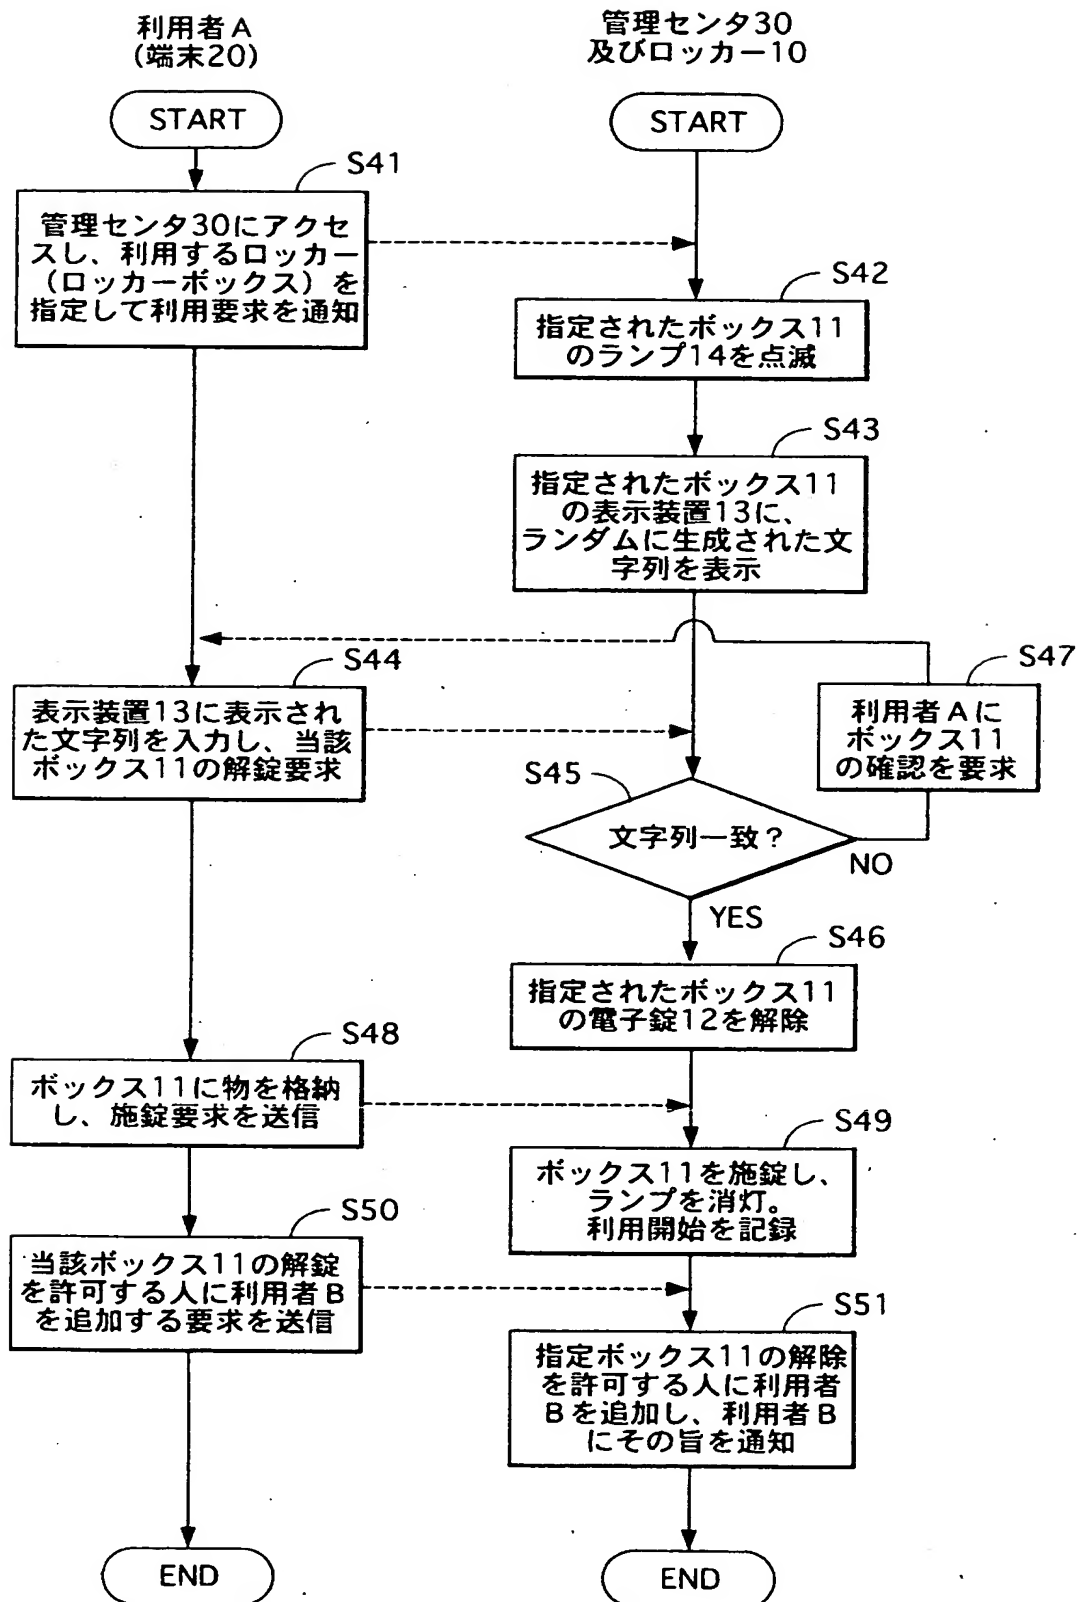 利用者A
(端末20)
管理センタ30
及びロッカー10
START
START
S41
管理センタ30にアクセ
スし、利用するロッカー
(ロッカーボックス)を
指定して利用要求を通知
S42
指定されたボックス11
のランプ14を点滅
S43
指定されたボックス11
の表示装置13に、
ランダムに生成された文
字列を表示
S44
表示装置13に表示され
た文字列を入力し、当該
ボックス11の解錠要求
S47
利用者Aに
ボックス11
の確認を要求
S45
文字列一致?
NO
YES
S46
指定されたボックス11
の電子錠12を解除
S48
ボックス11に物を格納
し、施錠要求を送信
S49
ボックス11を施錠し、
ランプを消灯。
利用開始を記録
S50
当該ボックス11の解錠
を許可する人に利用者B
を追加する要求を送信
S51
指定ボックス11の解除
を許可する人に利用者
Bを追加し、利用者B
にその旨を通知
END
END